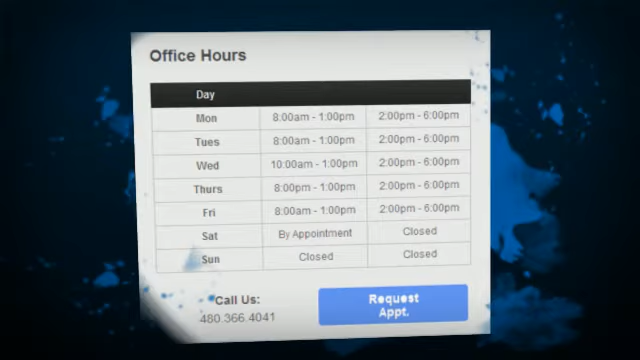 Office Hours
Day
Mon 8:00am - 1:00pm 2:00pm - 6:00pm
Tues 8:00am - 1:00pm 2:00pm - 6:00pm
Wed 10:00am - 1:00pm 2:00pm - 6:00pm
Thurs 8:00pm - 1:00pm 2:00pm - 6:00pm
Fri 8:00am - 1:00pm 2:00pm - 6:00pm
Sat By Appointment Closed
Sun Closed Closed
Call Us:
480.366.4041
Request
Appt.